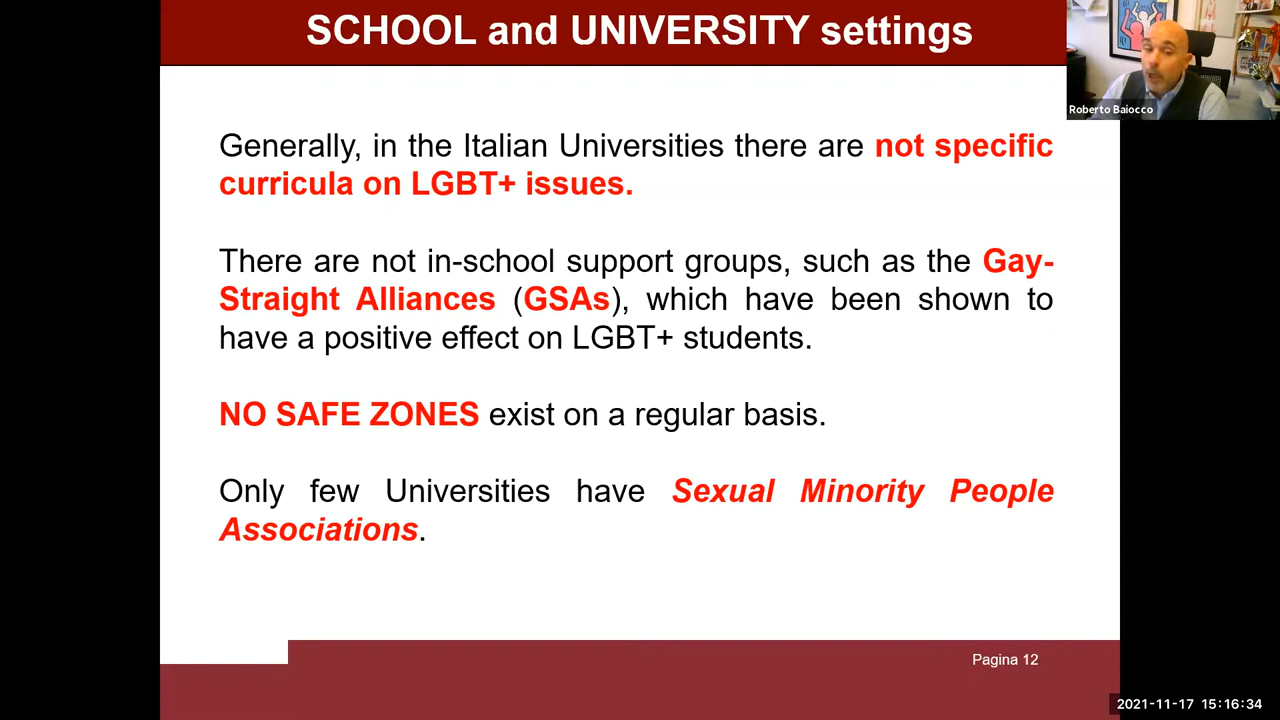 SCHOOL and UNIVERSITY settings
Roberto Baiocco
Generally, in the Italian Universities there are not specific
curricula on LGBT+ issues.
There are not in-school support groups, such as the Gay-
Straight Alliances (GSAs), which have been shown to
have a positive effect on LGBT+ students.
NO SAFE ZONES exist on a regular basis.
Only few Universities have Sexual Minority People
Associations.
Pagina 12
2021-11-17 15:16:34